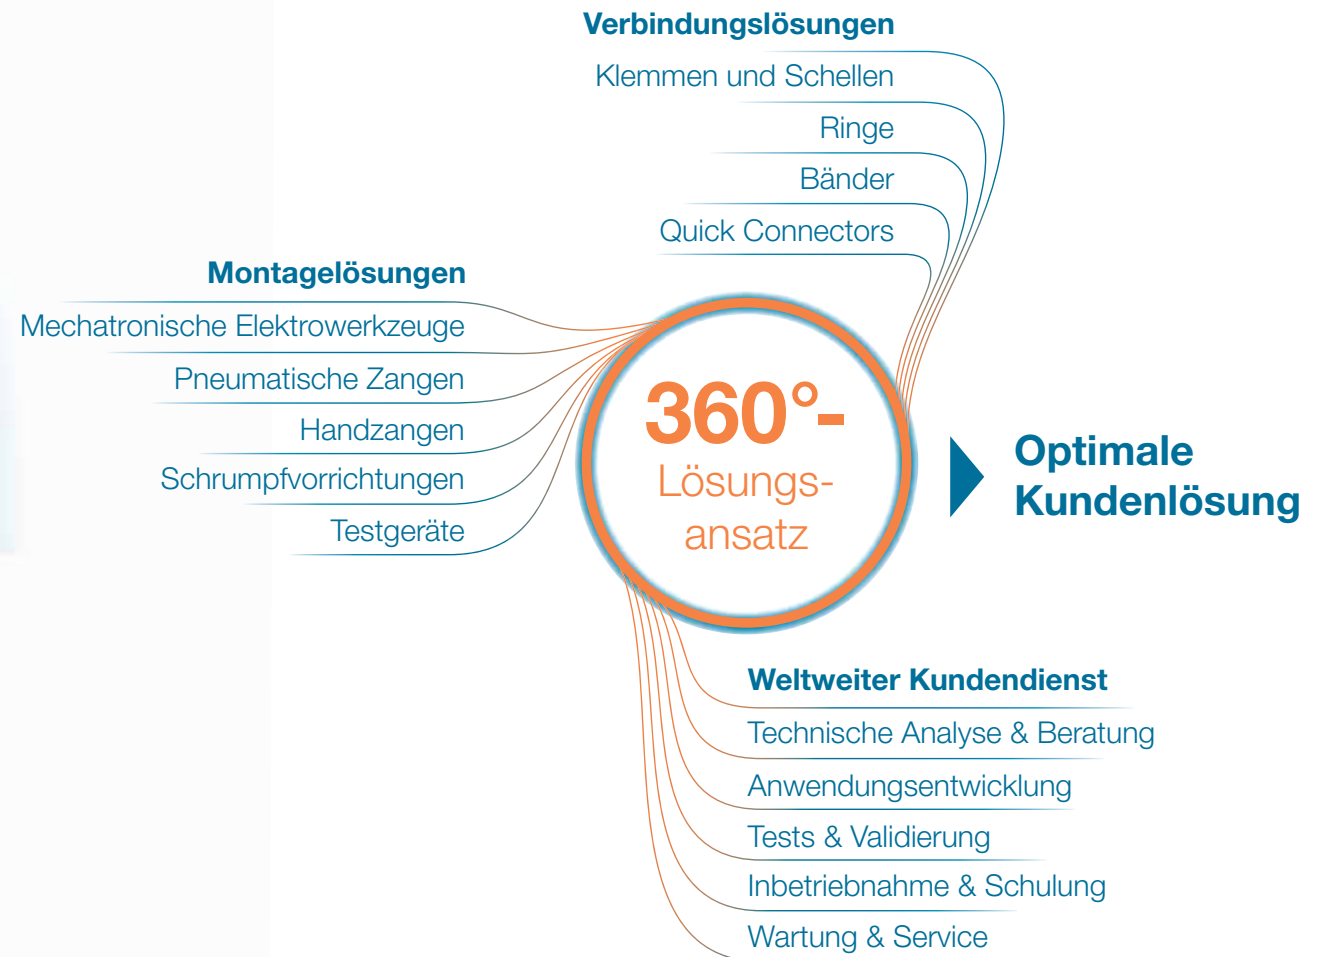 Verbindungslösungen
Klemmen und Schellen
Ringe
Bänder
Quick Connectors
Montagelösungen
Mechatronische Elektrowerkzeuge
Pneumatische Zangen
Handzangen
Schrumpfvorrichtungen
Testgeräte
360°-
Lösungs-
ansatz
Optimale
Kundenlösung
Weltweiter Kundendienst
Technische Analyse & Beratung
Anwendungsentwicklung
Tests & Validierung
Inbetriebnahme & Schulung
Wartung & Service